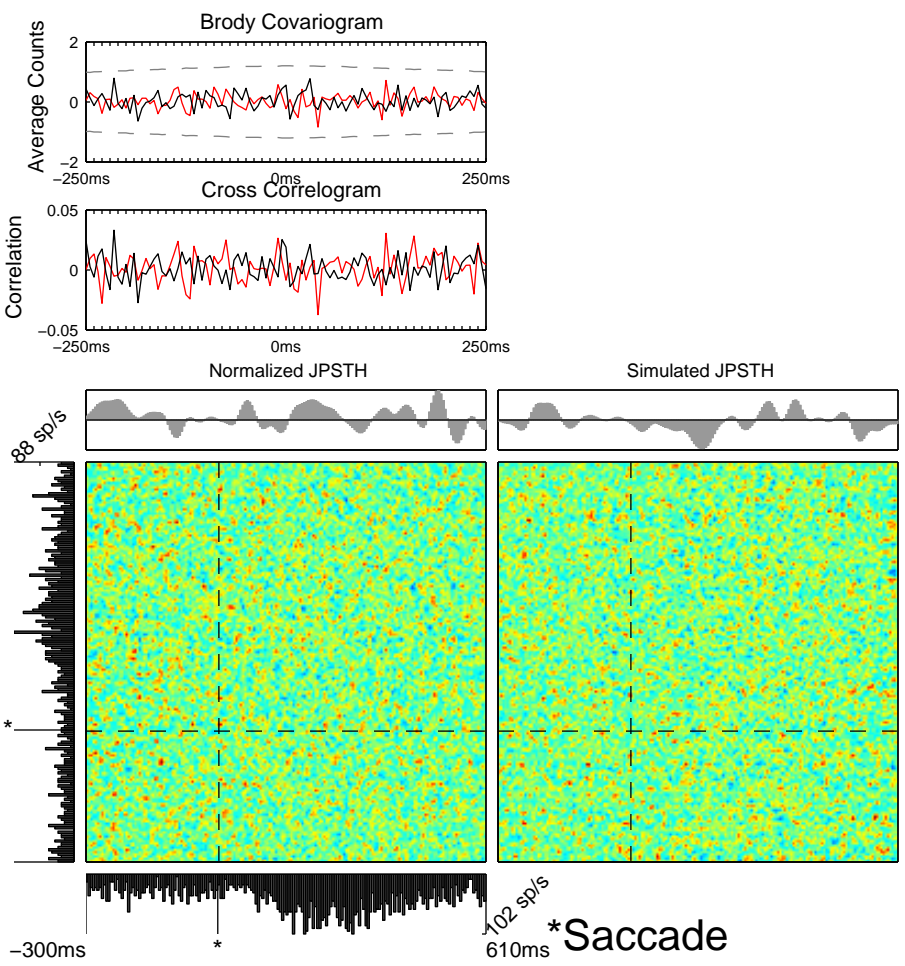 Brody Covariogram
Average Counts
2
0
−2
−250ms
0ms
250ms
Cross Correlogram
Correlation
0.05
0
−0.05
−250ms
0ms
250ms
Normalized JPSTH
Simulated JPSTH
88 sp/s
*
102 sp/s
−300ms
*
610ms
*Saccade